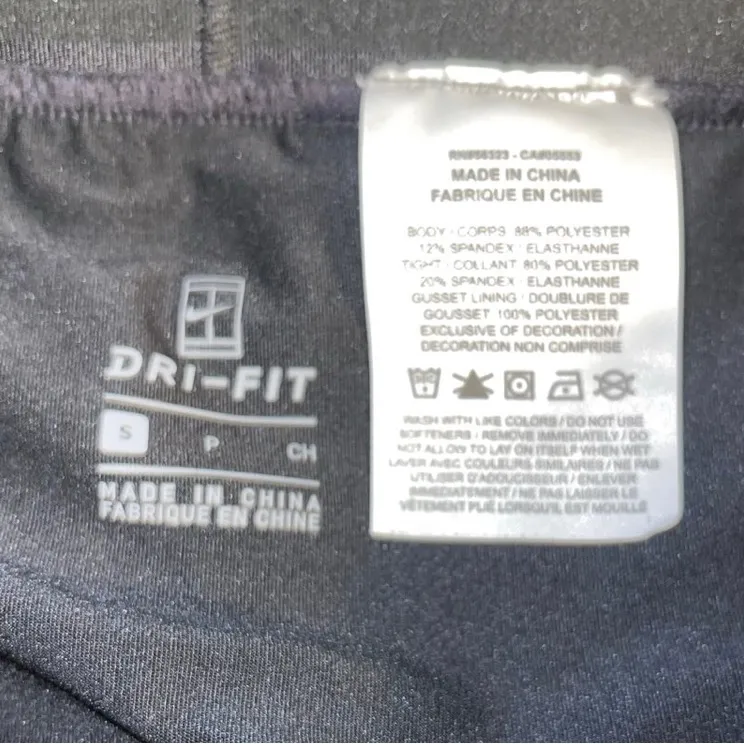 DRI-FIT
S P CH
MADE IN CHINA
FABRIQUE EN CHINE
RN#56323 - CA#05553
MADE IN CHINA
FABRIQUE EN CHINE
BODY · CORPS 88% POLYESTER
12% SPANDEX · ELASTHANNE
TIGHT · COLLANT 80% POLYESTER
20% SPANDEX · ELASTHANNE
GUSSET LINING · DOUBLURE DE
GOUSSET 100% POLYESTER
EXCLUSIVE OF DECORATION /
DECORATION NON COMPRISE
WASH WITH LIKE COLORS / DO NOT USE
SOFTENERS / REMOVE IMMEDIATELY / DO
NOT ALLOW TO LAY ON ITSELF WHEN WET
LAVER AVEC COULEURS SIMILAIRES / NE PAS
UTILISER D'ADOUCISSEUR / ENLEVER
IMMEDIATEMENT / NE PAS LAISSER LE
VÊTEMENT PLIÉ LORSQU'IL EST MOUILLÉ